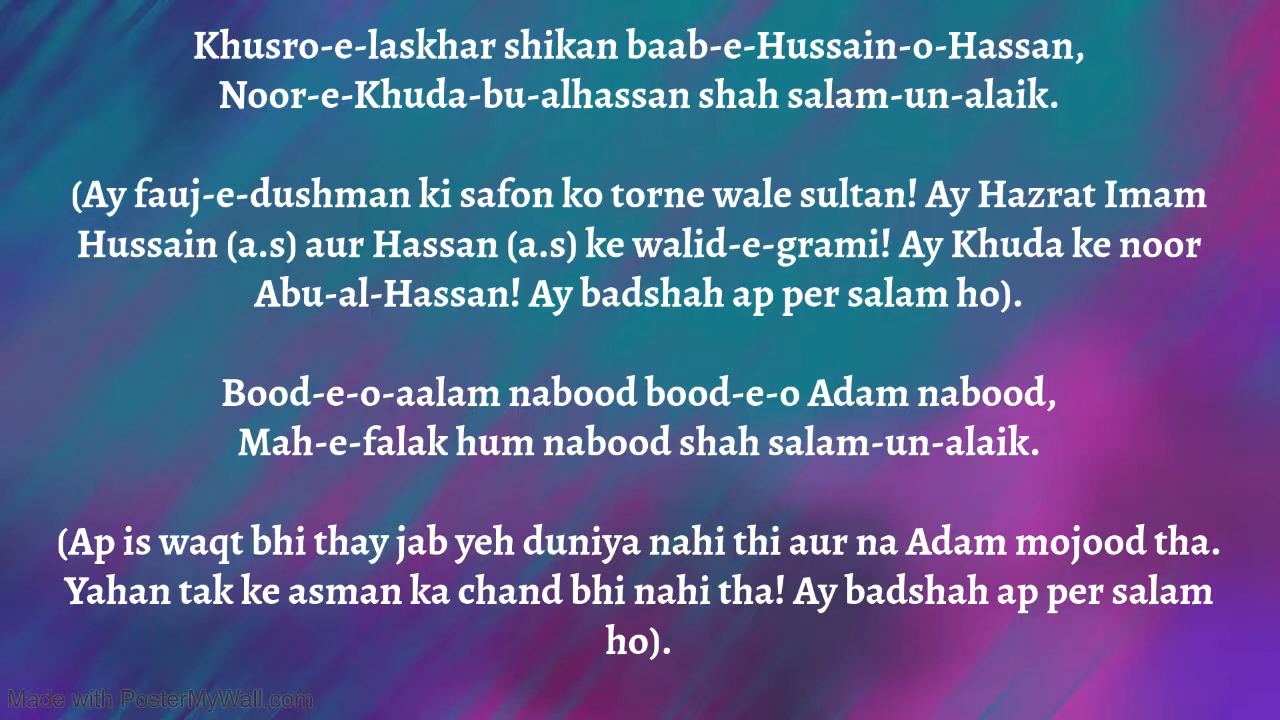 Khusro-e-laskhar shikan baab-e-Hussain-o-Hassan,
Noor-e-Khuda-bu-alhassan shah salam-un-alaik.
(Ay fauj-e-dushman ki safon ko torne wale sultan! Ay Hazrat Imam
Hussain (a.s) aur Hassan (a.s) ke walid-e-grami! Ay Khuda ke noor
Abu-al-Hassan! Ay badshah ap per salam ho).
Bood-e-o-aalam nabood bood-e-o Adam nabood,
Mah-e-falak hum nabood shah salam-un-alaik.
(Ap is waqt bhi thay jab yeh duniya nahi thi aur na Adam mojood tha.
Yahan tak ke asman ka chand bhi nahi tha! Ay badshah ap per salam
ho).
Made with PosterMyWall.com